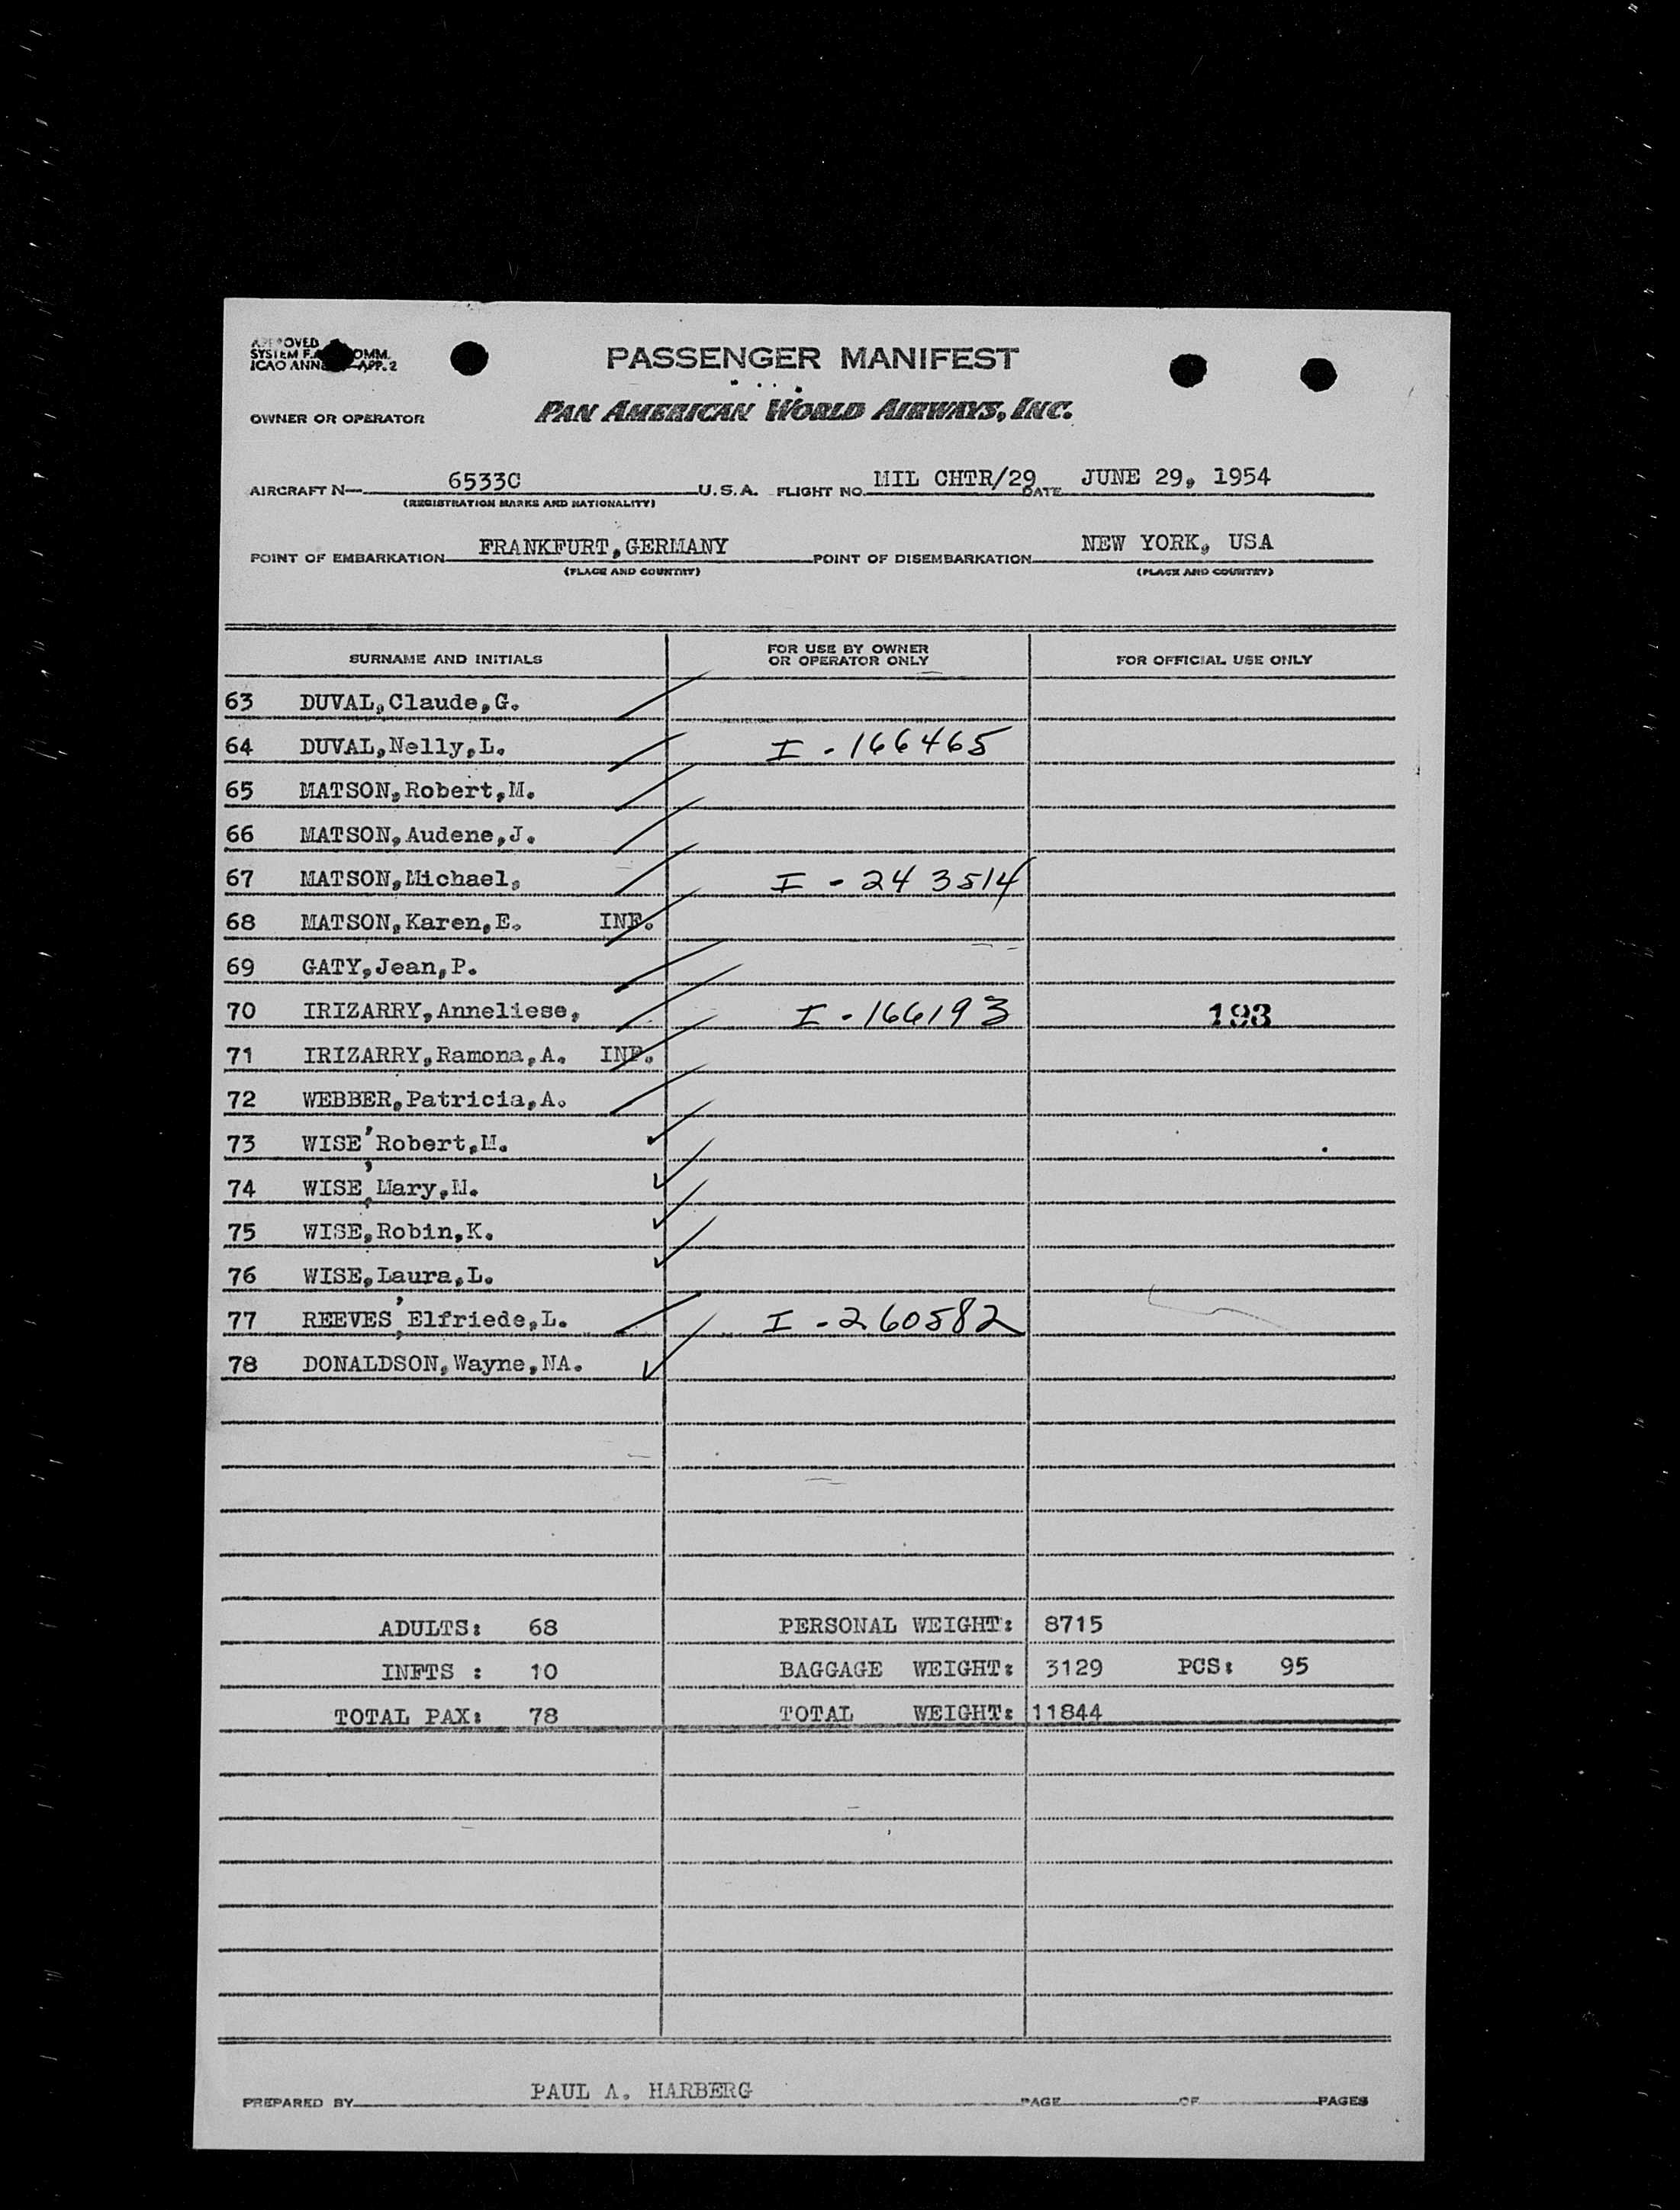 APPROVED
SYSTEM F. COMM.
ICAO ANN APP. 2
PASSENGER MANIFEST
OWNER OR OPERATOR PAN AMERICAN WORLD AIRWAYS, INC.
AIRCRAFT N— 6533C U.S.A. FLIGHT NO. MIL CHTR/29 DATE JUNE 29, 1954
(REGISTRATION MARKS AND NATIONALITY)
POINT OF EMBARKATION FRANKFURT, GERMANY POINT OF DISEMBARKATION NEW YORK, USA
(PLACE AND COUNTRY) (PLACE AND COUNTRY)
SURNAME AND INITIALS FOR USE BY OWNER OR OPERATOR ONLY FOR OFFICIAL USE ONLY
63 DUVAL,Claude,G.
64 DUVAL,Nelly,L. I - 166465
65 MATSON,Robert,M.
66 MATSON,Audene,J.
67 MATSON,Michael, I - 243514
68 MATSON,Karen,E. INF.
69 GATY,Jean,P.
70 IRIZARRY,Anneliese, I - 166193 193
71 IRIZARRY,Ramona,A. INF.
72 WEBBER,Patricia,A.
73 WISE'Robert,M.
74 WISE,Mary,M.
75 WISE,Robin,K.
76 WISE,Laura,L.
77 REEVES,Elfriede,L. I - 260582
78 DONALDSON,Wayne,NA.
ADULTS: 68 PERSONAL WEIGHT: 8715
INFTS : 10 BAGGAGE WEIGHT: 3129 PCS: 95
TOTAL PAX: 78 TOTAL WEIGHT: 11844
PREPARED BY PAUL A. HARBERG PAGE OF PAGES